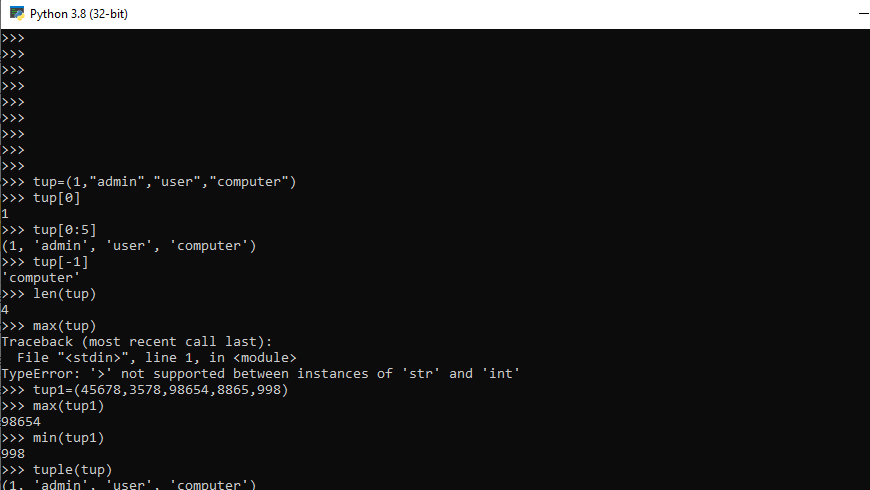 Python 3.8 (32-bit)
>>>
>>>
>>>
>>>
>>>
>>>
>>>
>>>
>>>
>>> tup=(1,"admin","user","computer")
>>> tup[0]
1
>>> tup[0:5]
(1, 'admin', 'user', 'computer')
>>> tup[-1]
'computer'
>>> len(tup)
4
>>> max(tup)
Traceback (most recent call last):
  File "<stdin>", line 1, in <module>
TypeError: '>' not supported between instances of 'str' and 'int'
>>> tup1=(45678,3578,98654,8865,998)
>>> max(tup1)
98654
>>> min(tup1)
998
>>> tuple(tup)
(1, 'admin', 'user', 'computer')